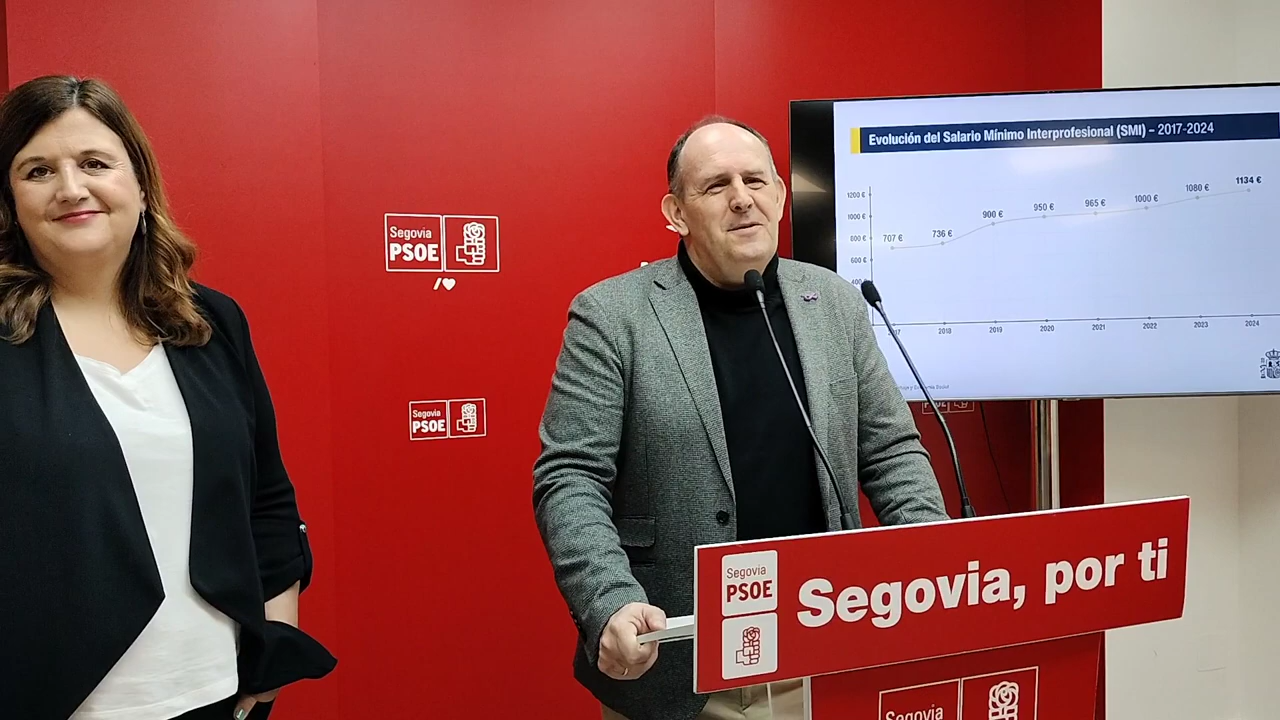 Evolución del Salario Mínimo Interprofesional (SMI) – 2017-2024
1200 €
1000 €
800 €
600 €
707 €
736 €
900 €
950 €
965 €
1000 €
1080 €
1134 €
2018
2019
2020
2021
2022
2023
2024
Segovia
PSOE
Segovia
PSOE
Segovia
PSOE
Segovia, por ti
Segovia